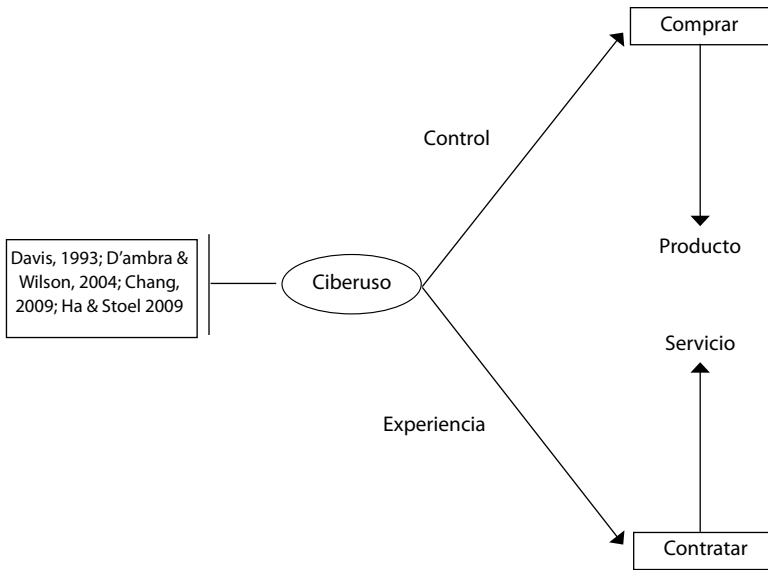 Comprar
Control
Davis, 1993; D'ambra &
Wilson, 2004; Chang,
2009; Ha & Stoel 2009
Ciberuso
Producto
Servicio
Experiencia
Contratar